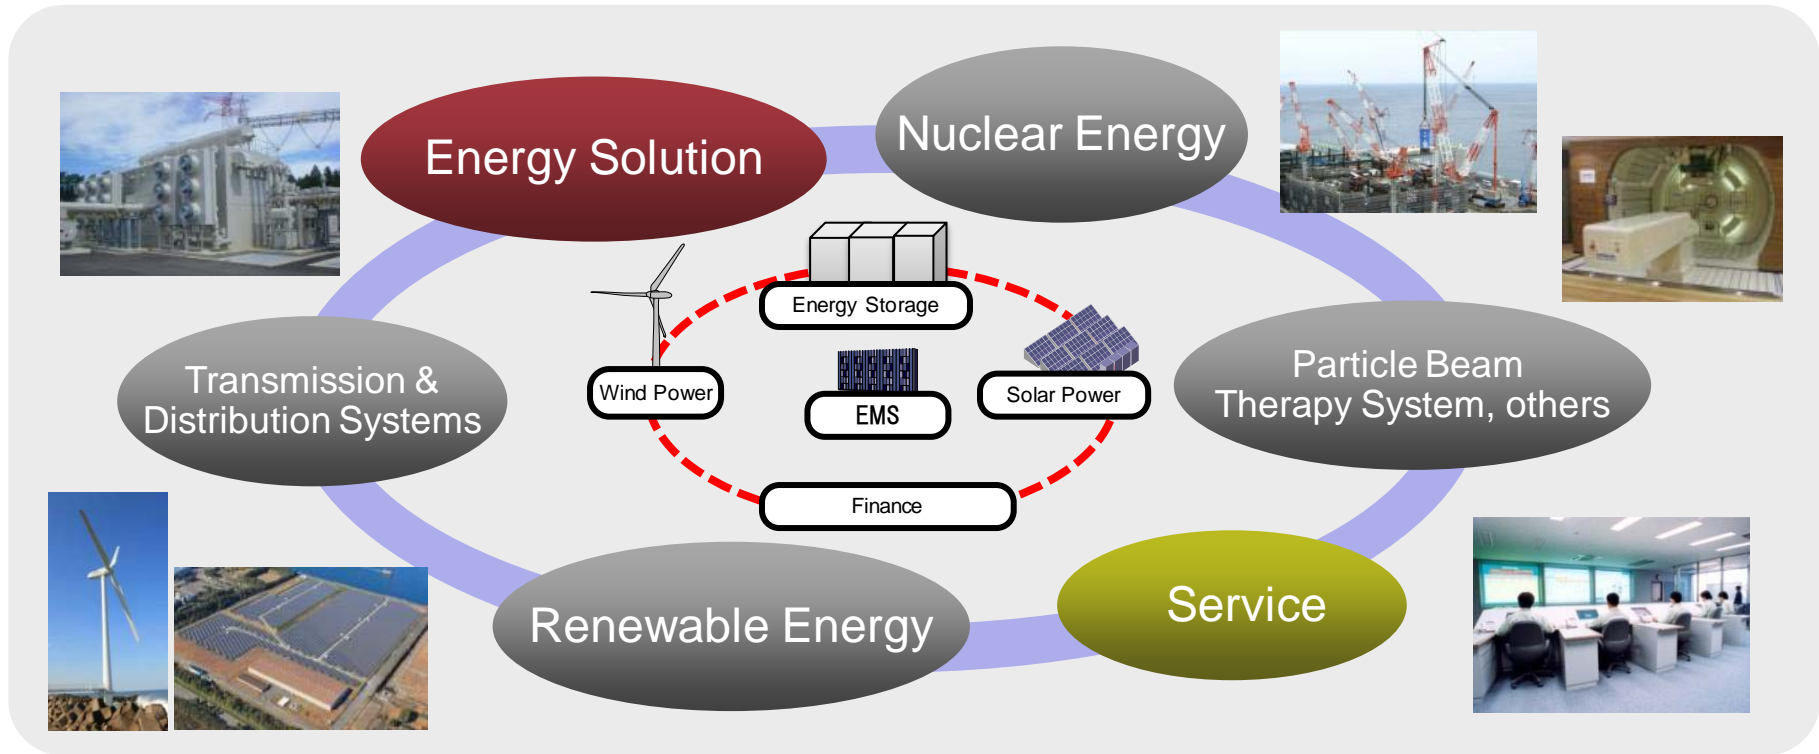 Energy Solution
Nuclear Energy
Energy Storage
Transmission &
Distribution Systems
Wind Power
EMS
Solar Power
Particle Beam
Therapy System, others
Finance
Renewable Energy
Service